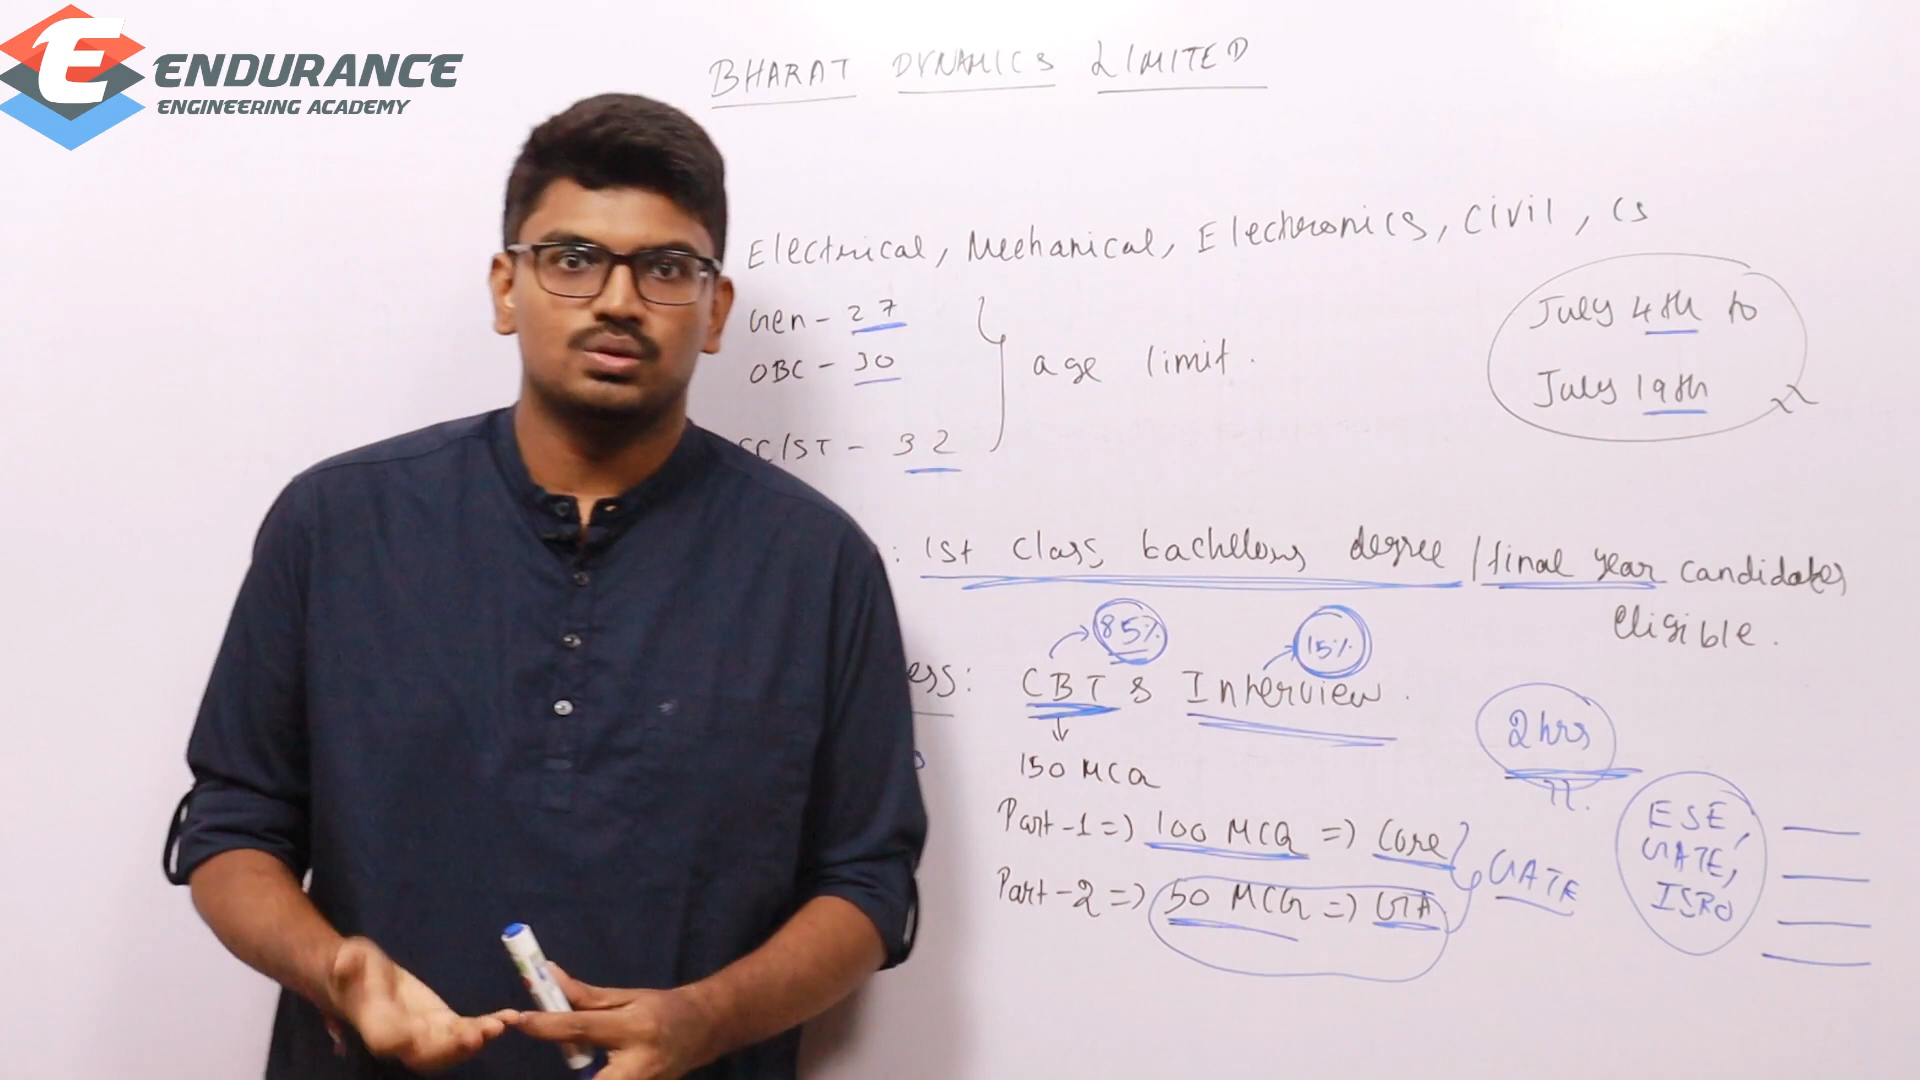 ENDURANCE
ENGINEERING ACADEMY
BHARAT DYNAMICS LIMITED
Electrical, Mechanical, Electronics, Civil, CS
Gen - 27
OBC - 30
SC/ST - 32
age limit.
July 4th to
July 19th
: 1st class bachelors degree / final year candidates
eligible.
85%
15%
ess: CBT & Interview.
150 MCQ
2 hrs
Part-1 => 100 MCQ => Core
Part-2 => 50 MCQ => GA
GATE
ESE,
GATE,
ISRO